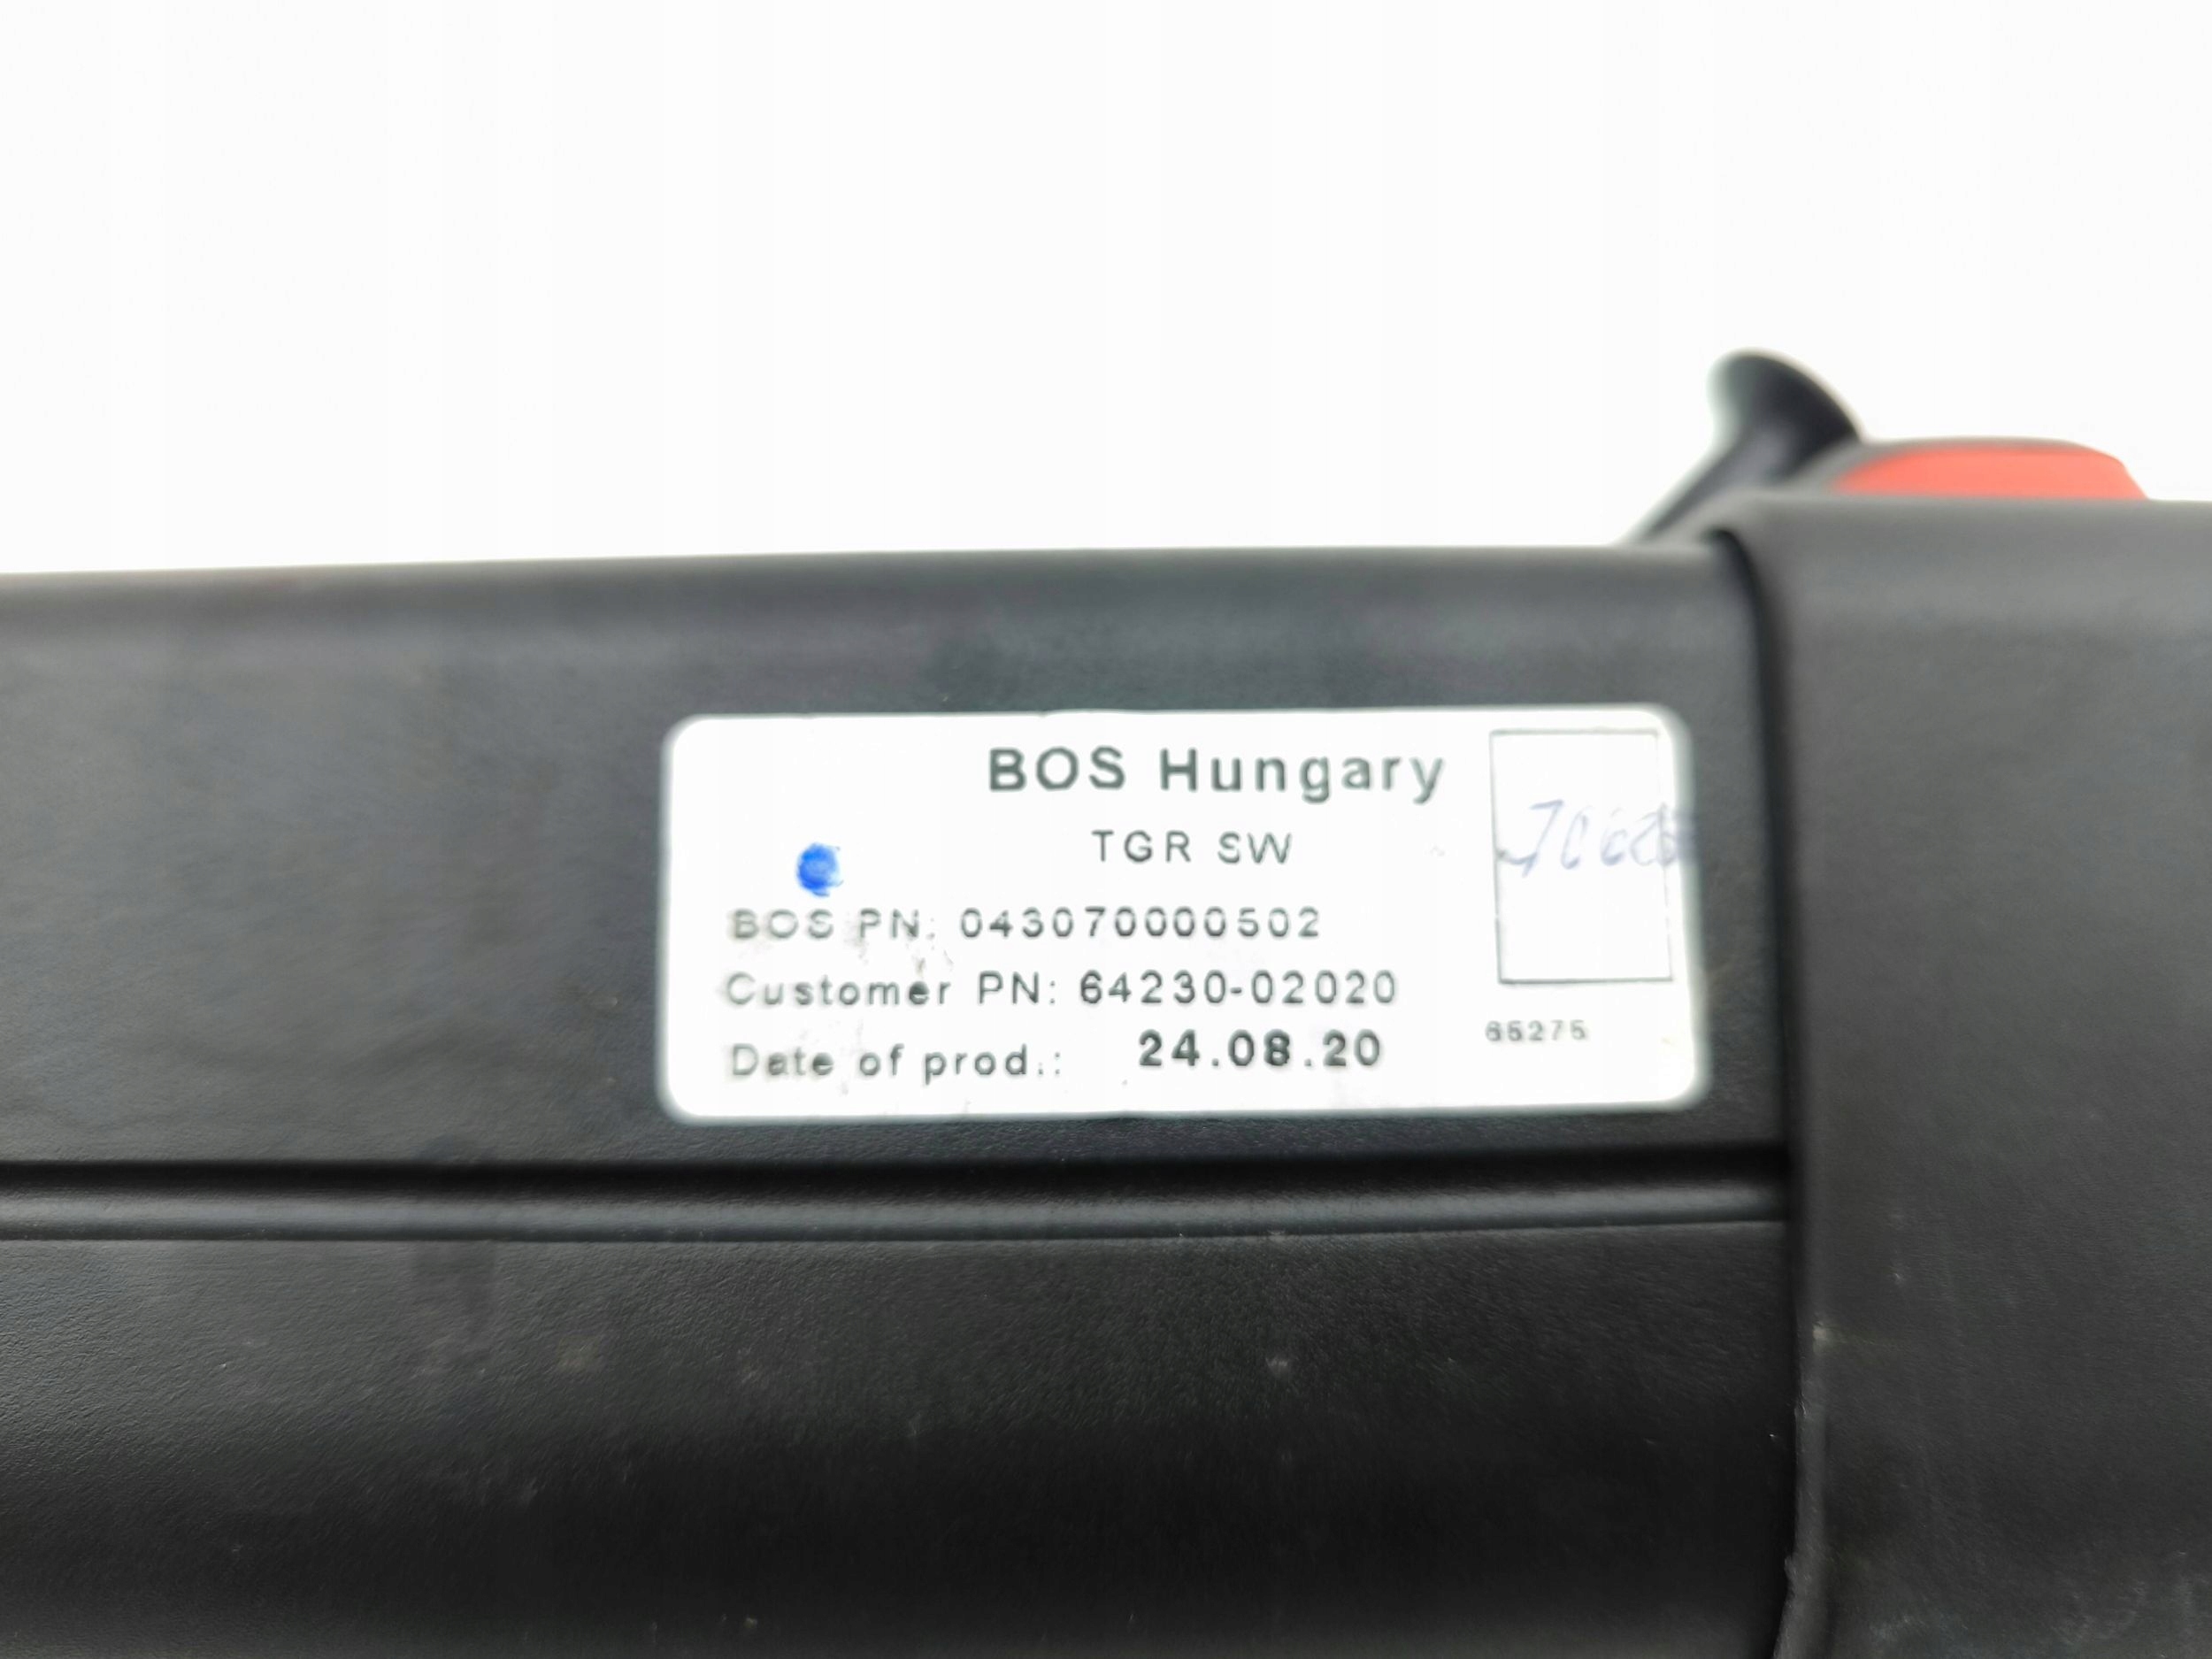 BOS Hungary
TGR SW
BOS PN: 043070000502
Customer PN: 64230-02020
Date of prod.: 24.08.20
65275